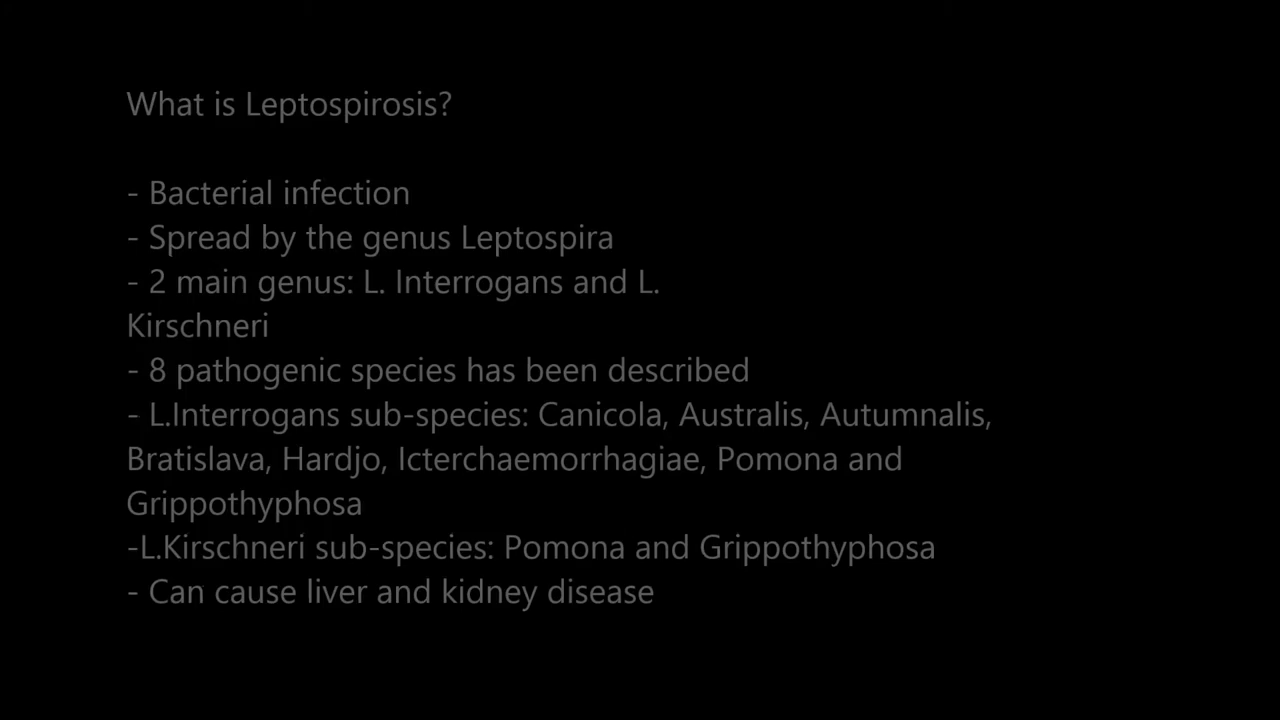 What is Leptospirosis?
- Bacterial infection
- Spread by the genus Leptospira
- 2 main genus: L. Interrogans and L.
Kirschneri
- 8 pathogenic species has been described
- L.Interrogans sub-species: Canicola, Australis, Autumnalis,
Bratislava, Hardjo, Icterchaemorrhagiae, Pomona and
Grippothyphosa
-L.Kirschneri sub-species: Pomona and Grippothyphosa
- Can cause liver and kidney disease